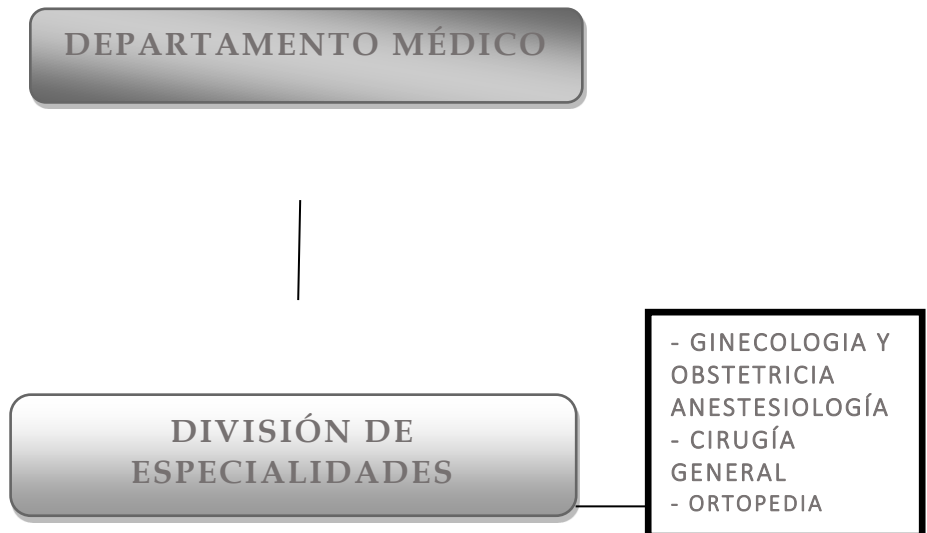 DEPARTAMENTO MÉDICO
DIVISIÓN DE
ESPECIALIDADES
- GINECOLOGIA Y
OBSTETRICIA
ANESTESIOLOGÍA
- CIRUGÍA
GENERAL
- ORTOPEDIA